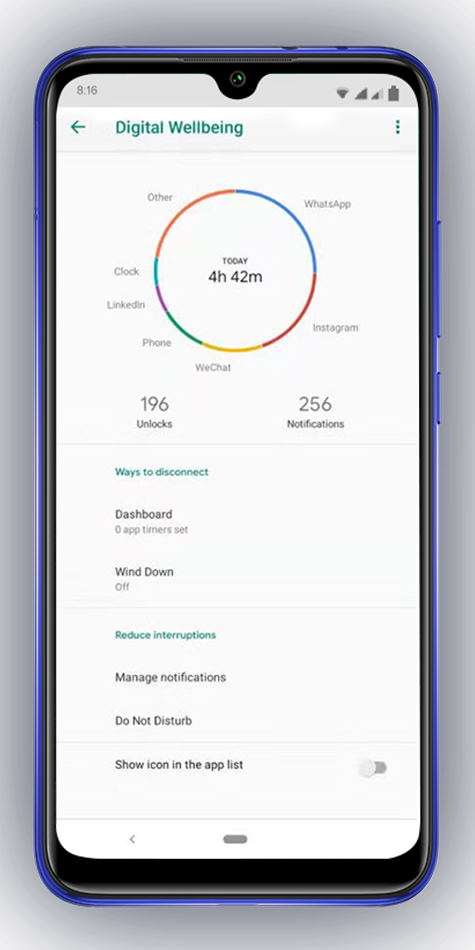 8:16
Digital Wellbeing
Other
WhatsApp
TODAY
4h 42m
Clock
LinkedIn
Instagram
Phone
WeChat
196
256
Unlocks
Notifications
Ways to disconnect
Dashboard
0 app timers set
Wind Down
Off
Reduce interruptions
Manage notifications
Do Not Disturb
Show icon in the app list